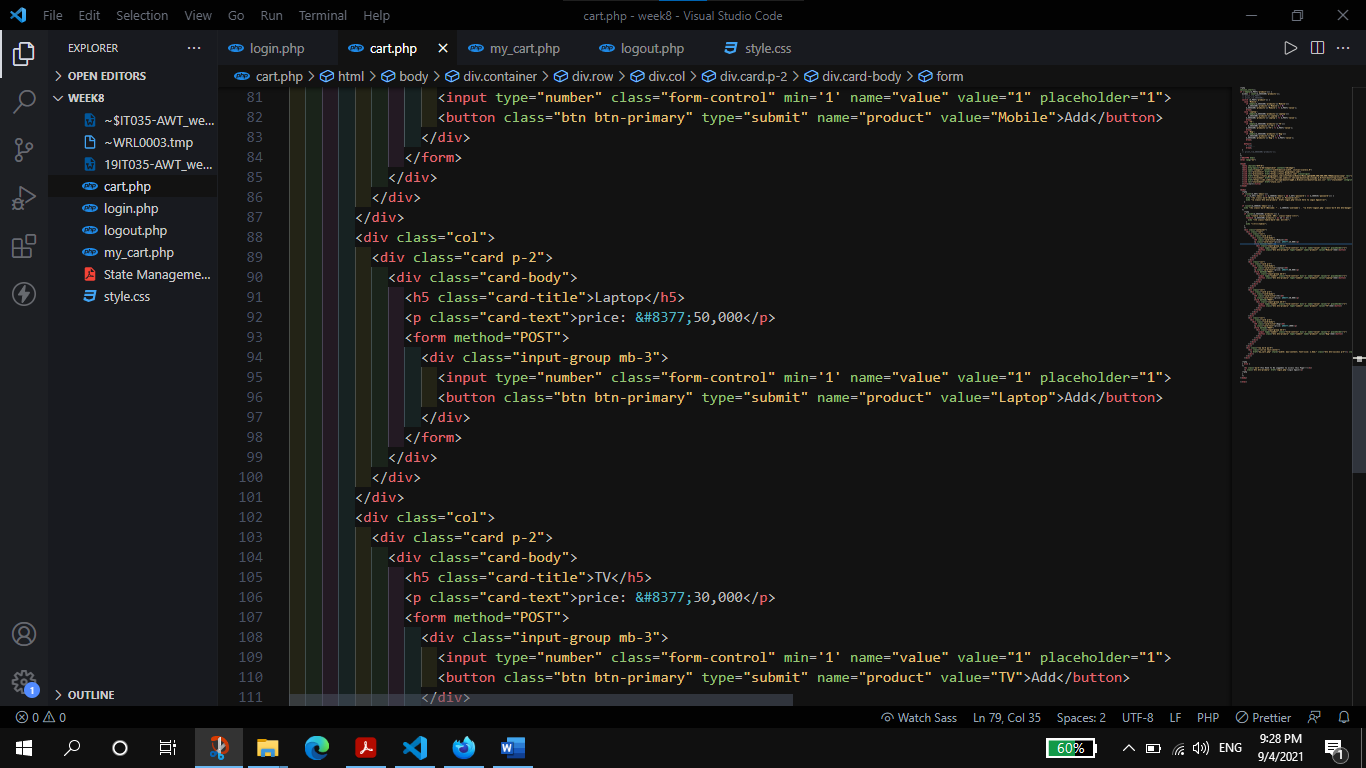 File Edit Selection View Go Run Terminal Help cart.php - week8 - Visual Studio Code
EXPLORER
OPEN EDITORS
WEEK8
~$IT035-AWT_we...
~WRL0003.tmp
19IT035-AWT_we...
cart.php
login.php
logout.php
my_cart.php
State Manageme...
style.css
OUTLINE
login.php cart.php my_cart.php logout.php style.css
cart.php > html > body > div.container > div.row > div.col > div.card.p-2 > div.card-body > form
81 <input type="number" class="form-control" min='1' name="value" value="1" placeholder="1">
82 <button class="btn btn-primary" type="submit" name="product" value="Mobile">Add</button>
83 </div>
84 </form>
85 </div>
86 </div>
87 </div>
88 <div class="col">
89 <div class="card p-2">
90 <div class="card-body">
91 <h5 class="card-title">Laptop</h5>
92 <p class="card-text">price: &#8377;50,000</p>
93 <form method="POST">
94 <div class="input-group mb-3">
95 <input type="number" class="form-control" min='1' name="value" value="1" placeholder="1">
96 <button class="btn btn-primary" type="submit" name="product" value="Laptop">Add</button>
97 </div>
98 </form>
99 </div>
100 </div>
101 </div>
102 <div class="col">
103 <div class="card p-2">
104 <div class="card-body">
105 <h5 class="card-title">TV</h5>
106 <p class="card-text">price: &#8377;30,000</p>
107 <form method="POST">
108 <div class="input-group mb-3">
109 <input type="number" class="form-control" min='1' name="value" value="1" placeholder="1">
110 <button class="btn btn-primary" type="submit" name="product" value="TV">Add</button>
111 </div>
1
0 0 Watch Sass Ln 79, Col 35 Spaces: 2 UTF-8 LF PHP Prettier
60% ENG 9:28 PM
9/4/2021
1